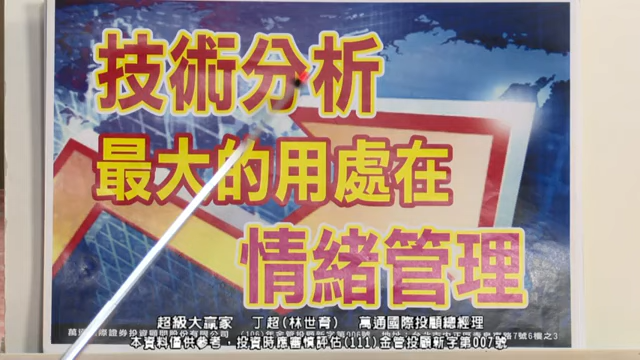 技術分析
最大的用處在
情緒管理
超級大贏家 丁超(林世育) 萬通國際投顧總經理
本資料僅供參考,投資時應審慎評估(111)金管投顧新字第007號